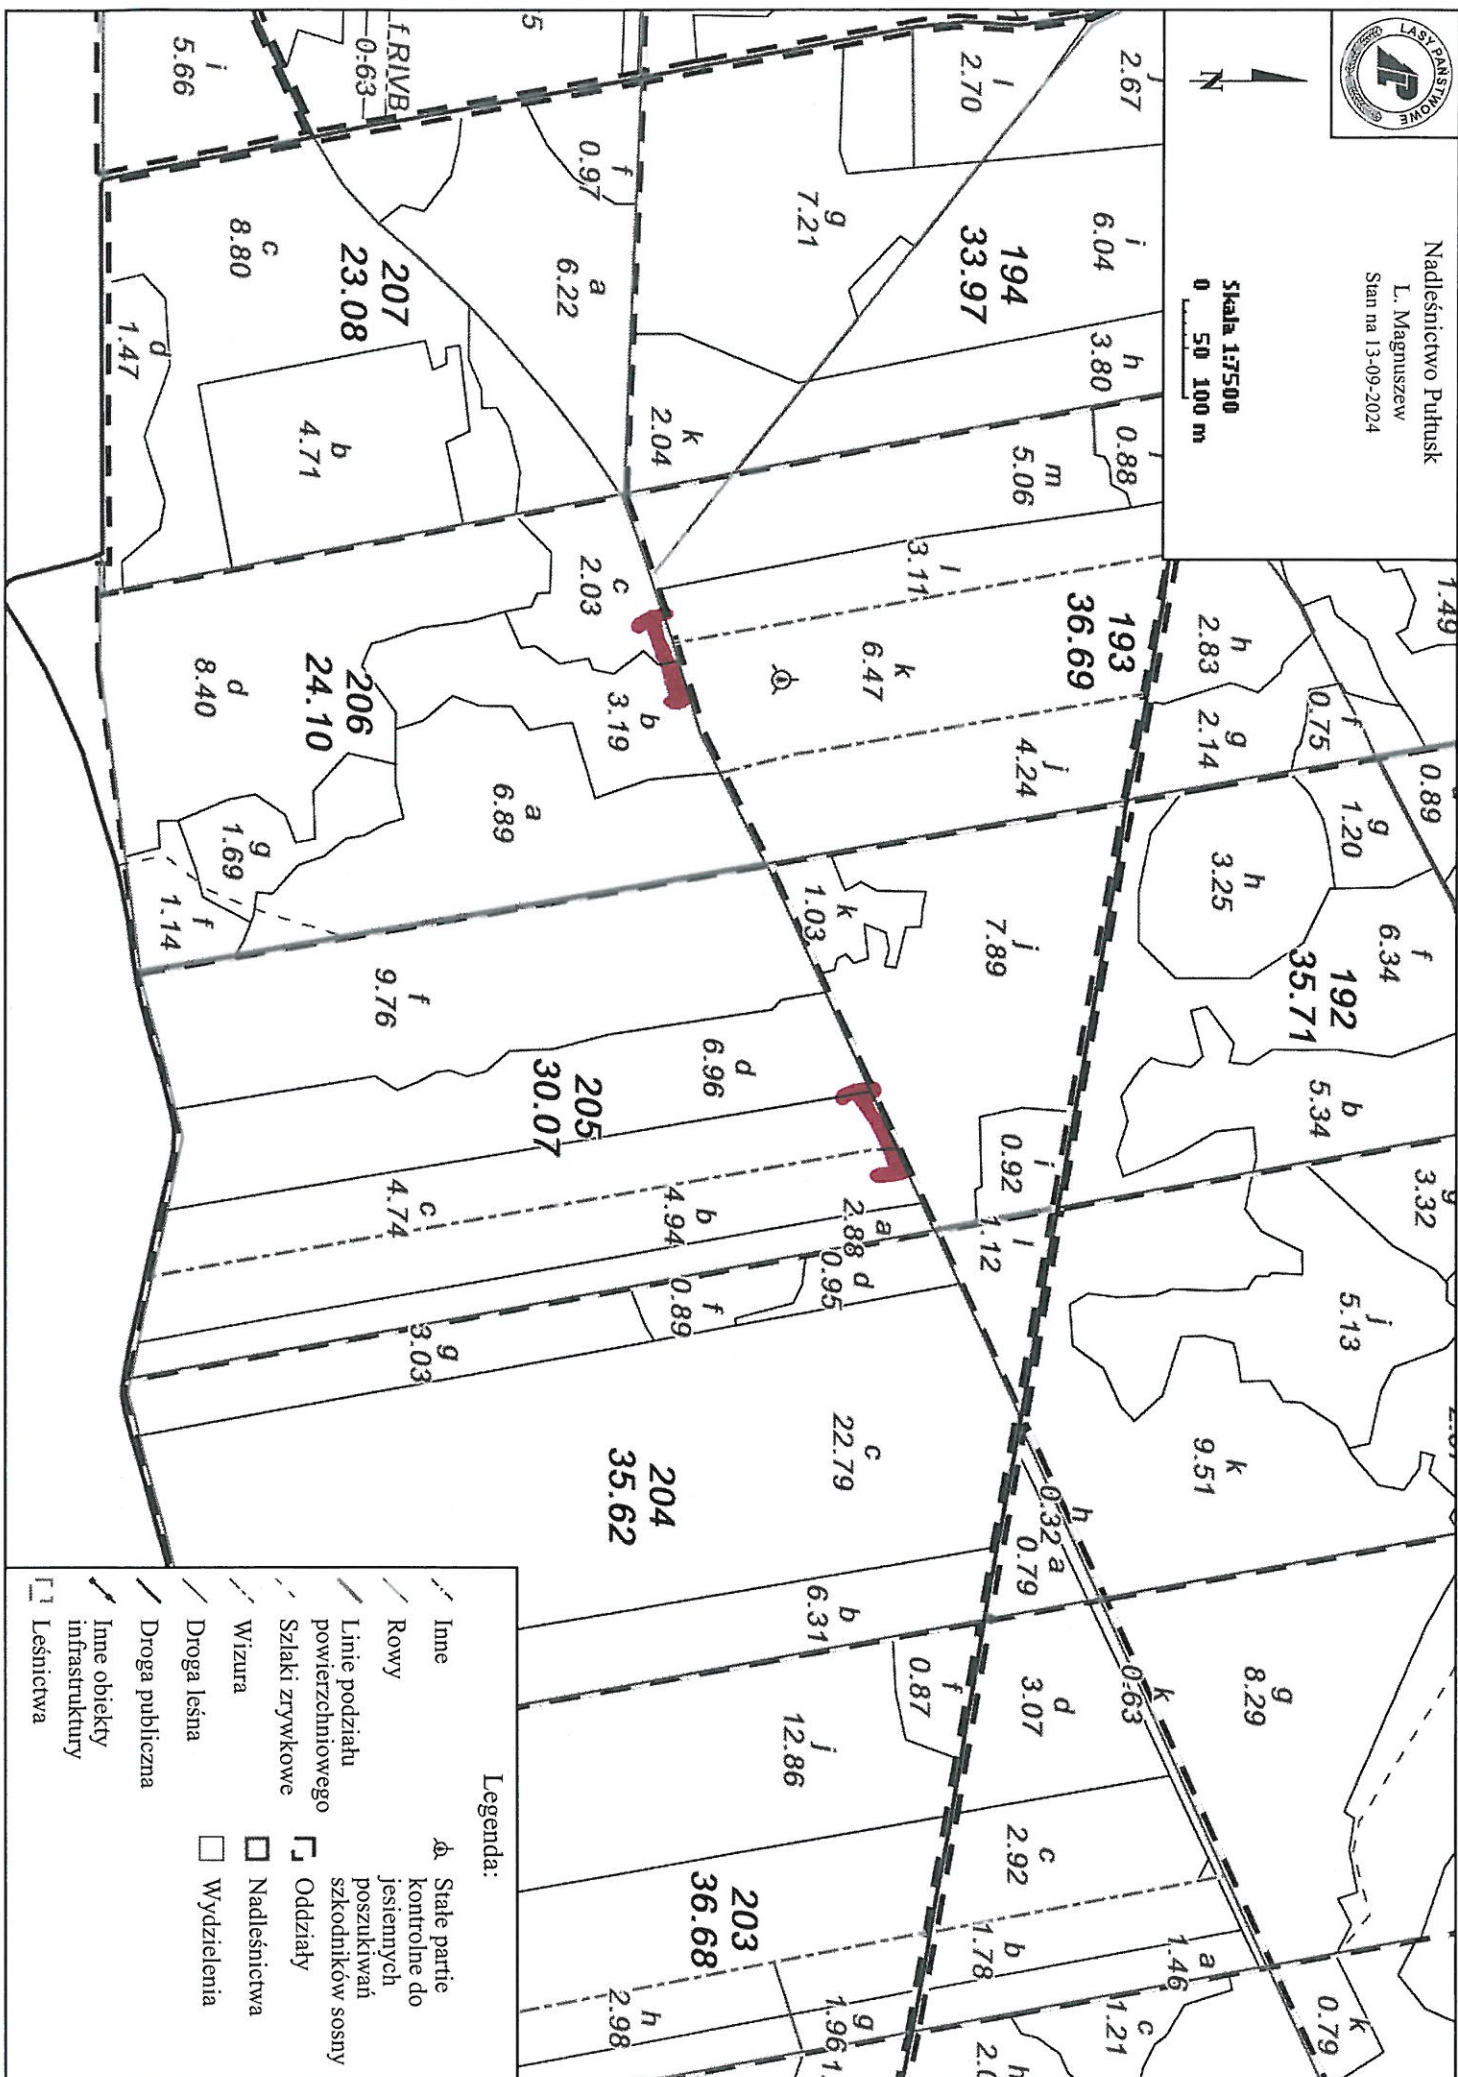 LASY PAŃSTWOWE
Nadleśnictwo Pułtusk
L. Magnuszew
Stan na 13-09-2024
N
Skala 1:7500
0 50 100 m
j
2.67
l
2.70
i
6.04
194
33.97
g
7.21
h
3.80
k
2.04
f
0.97
a
6.22
f.RIVB
0.63
5
i
5.66
c
8.80
207
23.08
d
1.47
b
4.71
0.88
m
5.06
l
3.11
193
36.69
k
6.47
j
4.24
1.49
h
2.83
f
0.75
g
2.14
0.89
g
1.20
h
3.25
f
6.34
192
35.71
b
5.34
g
3.32
j
5.13
k
9.51
c
2.03
b
3.19
206
24.10
d
8.40
a
6.89
g
1.69
f
1.14
k
1.03
j
7.89
i
0.92
l
1.12
f
9.76
d
6.96
205
30.07
c
4.74
b
4.94
a
2.88
d
0.95
f
0.89
g
3.03
c
22.79
204
35.62
b
6.31
h
0.32
a
0.79
k
0.63
g
8.29
d
3.07
f
0.87
j
12.86
c
2.92
b
1.78
a
1.46
203
36.68
h
2.98
g
1.96
c
1.21
k
0.79
h
Legenda:
Inne
Rowy
Linie podziału
powierzchniowego
Szlaki zrywkowe
Wizura
Droga leśna
Droga publiczna
Inne obiekty
infrastruktury
Leśnictwa
Stałe partie
kontrolne do
jesiennych
poszukiwań
szkodników sosny
Oddziały
Nadleśnictwa
Wydzielenia